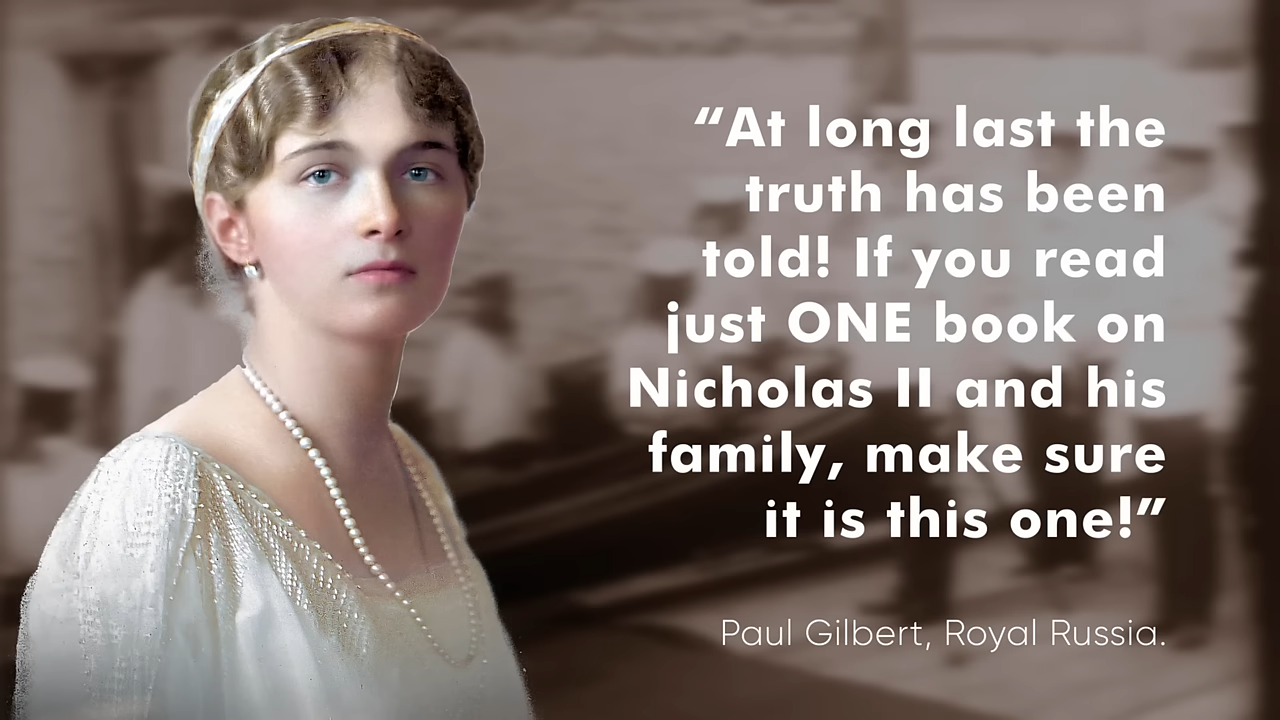 “At long last the
truth has been
told! If you read
just ONE book on
Nicholas II and his
family, make sure
it is this one!”
Paul Gilbert, Royal Russia.